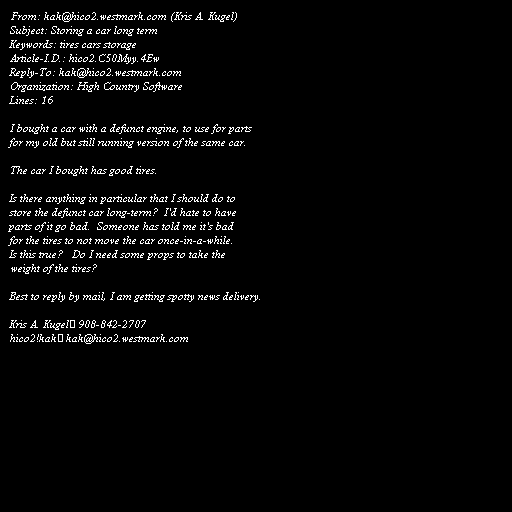 From: kak@hico2.westmark.com (Kris A. Kugel)
Subject: Storing a car long term
Keywords: tires cars storage
Article-I.D.: hico2.C50Myy.4Ew
Reply-To: kak@hico2.westmark.com
Organization: High Country Software
Lines: 16

I bought a car with a defunct engine, to use for parts
for my old but still running version of the same car.

The car I bought has good tires.

Is there anything in particular that I should do to
store the defunct car long-term?  I'd hate to have
parts of it go bad.  Someone has told me it's bad
for the tires to not move the car once-in-a-while.
Is this true?   Do I need some props to take the
weight of the tires?

Best to reply by mail, I am getting spotty news delivery.

Kris A. Kugel▯ 908-842-2707
hico2!kak▯ kak@hico2.westmark.com